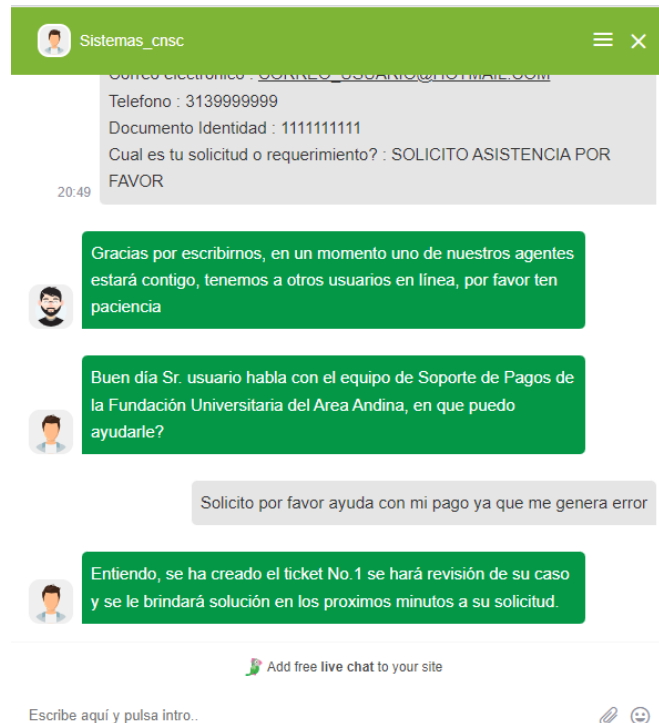 Sistemas_cnsc
Correo electronico : CORREO_USUARIO@HOTMAIL.COM
Telefono : 3139999999
Documento Identidad : 1111111111
Cual es tu solicitud o requerimiento? : SOLICITO ASISTENCIA POR
FAVOR
20:49
Gracias por escribirnos, en un momento uno de nuestros agentes
estará contigo, tenemos a otros usuarios en línea, por favor ten
paciencia
Buen día Sr. usuario habla con el equipo de Soporte de Pagos de
la Fundación Universitaria del Area Andina, en que puedo
ayudarle?
Solicito por favor ayuda con mi pago ya que me genera error
Entiendo, se ha creado el ticket No.1 se hará revisión de su caso
y se le brindará solución en los proximos minutos a su solicitud.
Add free live chat to your site
Escribe aquí y pulsa intro..